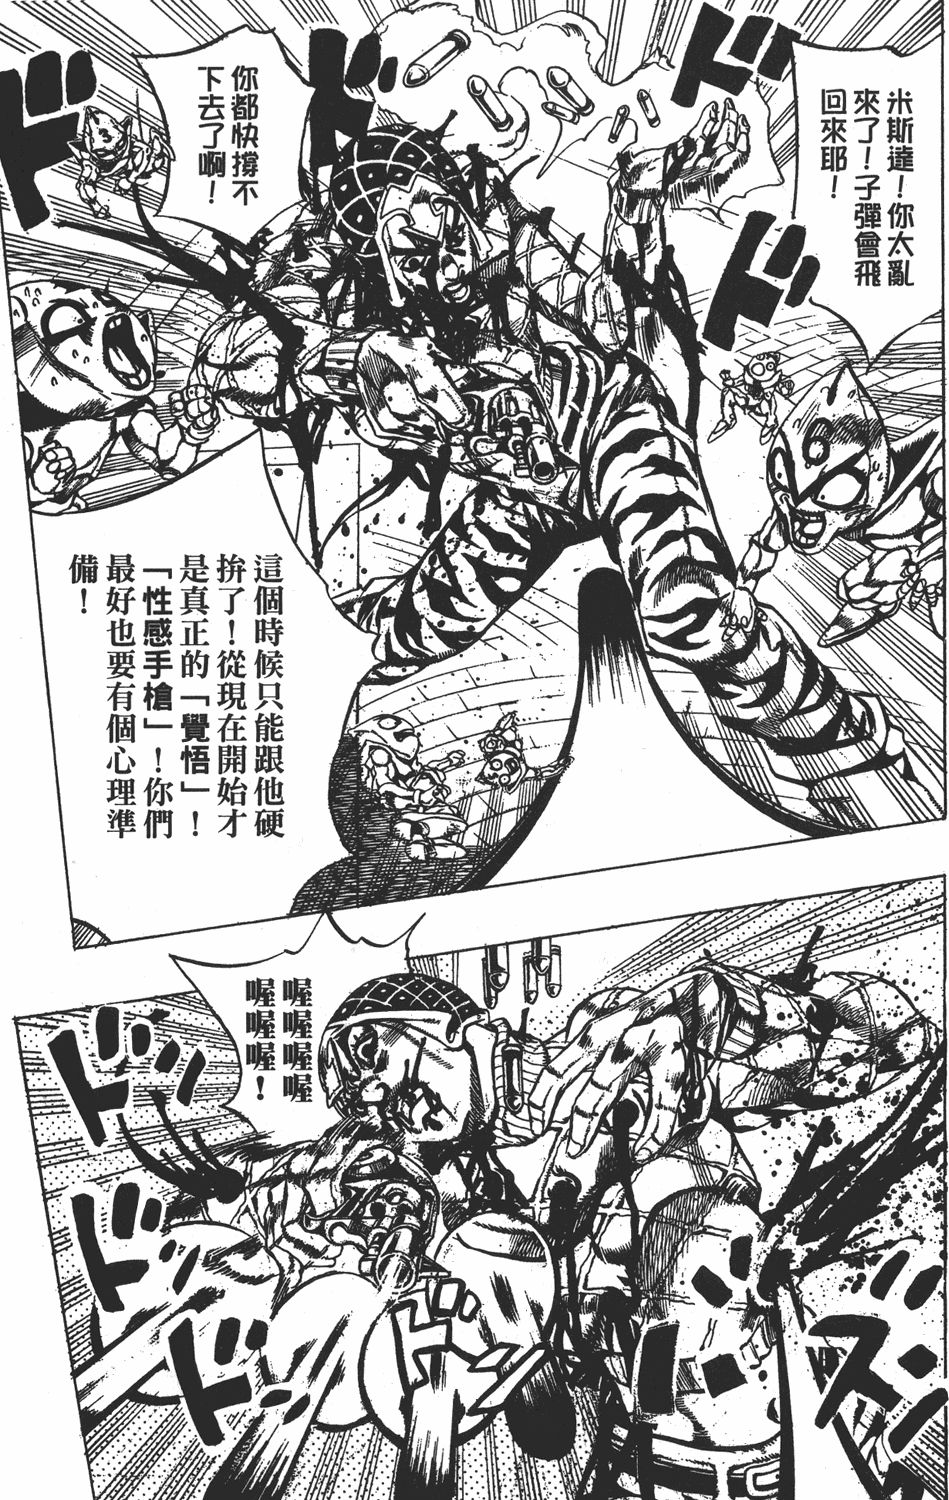 米斯達！你太亂
來了！子彈會飛
回來耶！
你都快撐不
下去了啊！
這個時候只能跟他硬
拚了！從現在開始才
是真正的「覺悟」！
「性感手槍」！你們
最好也要有個心理準
備！
喔喔喔喔
喔喔喔！
ドド
ドド
ドドドド
ドズン